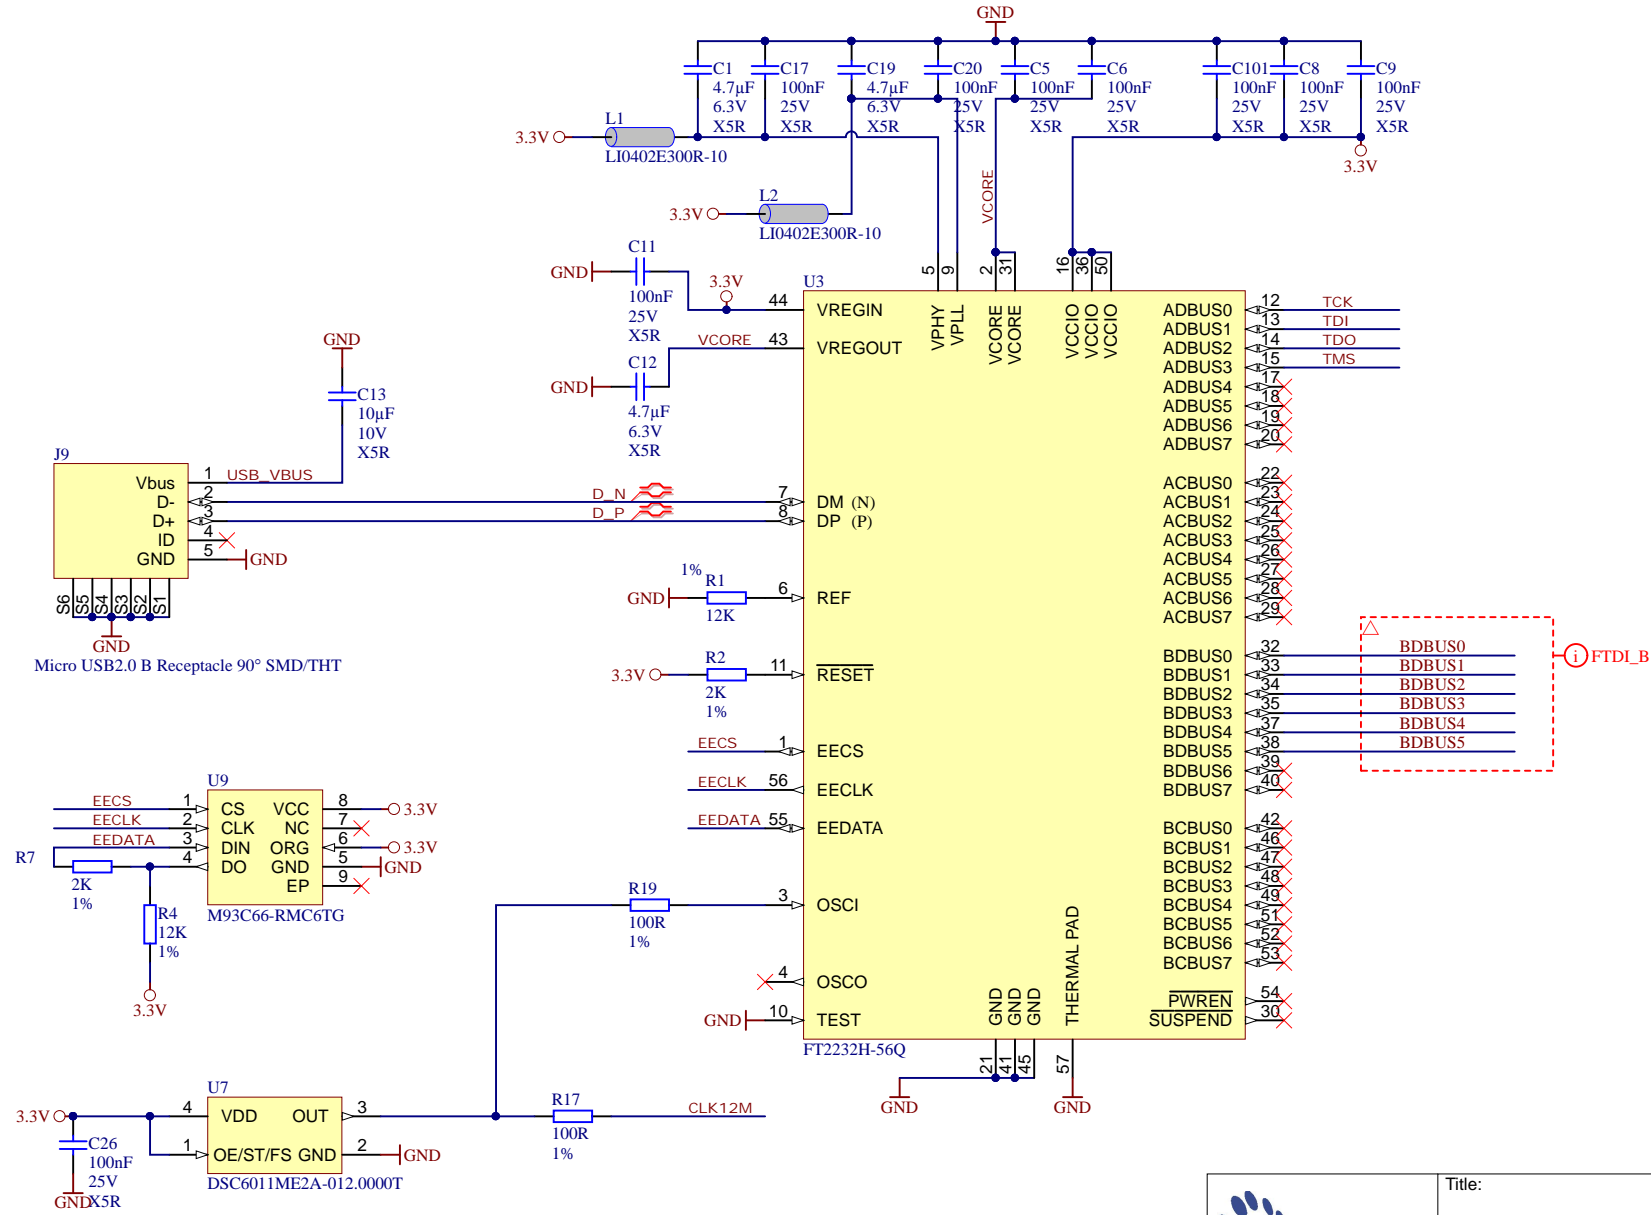 GND
C1
4.7µF
6.3V
X5R
C17
100nF
25V
X5R
C19
4.7µF
6.3V
X5R
C20
100nF
25V
X5R
C5
100nF
25V
X5R
C6
100nF
25V
X5R
C101
100nF
25V
X5R
C8
100nF
25V
X5R
C9
100nF
25V
X5R
3.3V
L1
LI0402E300R-10
3.3V
3.3V
L2
LI0402E300R-10
VCORE
C11
GND
100nF
25V
X5R
3.3V
VCORE
C12
GND
4.7µF
6.3V
X5R
GND
C13
10µF
10V
X5R
J9
Vbus 1 USB_VBUS
D- 2
D+ 3
ID 4
GND 5 GND
S6 S5 S4 S3 S2 S1
GND
Micro USB2.0 B Receptacle 90° SMD/THT
D_N
D_P
1%
R1
GND
12K
R2
3.3V
2K
1%
EECS
EECLK
EEDATA
U3
5 9 2 31 16 36 50
VPHY VPLL VCORE VCORE VCCIO VCCIO VCCIO
44 VREGIN
43 VREGOUT
7 DM (N)
8 DP (P)
6 REF
11 RESET
1 EECS
56 EECLK
55 EEDATA
3 OSCI
4 OSCO
GND 10 TEST
ADBUS0 12 TCK
ADBUS1 13 TDI
ADBUS2 14 TDO
ADBUS3 15 TMS
ADBUS4 17
ADBUS5 18
ADBUS6 19
ADBUS7 20
ACBUS0 22
ACBUS1 23
ACBUS2 24
ACBUS3 25
ACBUS4 26
ACBUS5 27
ACBUS6 28
ACBUS7 29
BDBUS0 32 BDBUS0
BDBUS1 33 BDBUS1
BDBUS2 34 BDBUS2
BDBUS3 35 BDBUS3
BDBUS4 37 BDBUS4
BDBUS5 38 BDBUS5
BDBUS6 39
BDBUS7 40
i FTDI_B
BCBUS0 42
BCBUS1 46
BCBUS2 47
BCBUS3 48
BCBUS4 49
BCBUS5 51
BCBUS6 52
BCBUS7 53
PWREN 54
SUSPEND 30
GND GND GND THERMAL PAD
21 41 45 57
FT2232H-56Q
GND
GND
U9
EECS 1 CS VCC 8 3.3V
EECLK 2 CLK NC 7
EEDATA 3 DIN ORG 6 3.3V
4 DO GND 5 GND
EP 9
M93C66-RMC6TG
R7
2K
1%
R4
12K
1%
3.3V
R19
100R
1%
U7
3.3V 4 VDD OUT 3
1 OE/ST/FS GND 2 GND
DSC6011ME2A-012.0000T
C26
100nF
25V
X5R
GND
R17
100R
1%
CLK12M
Title: